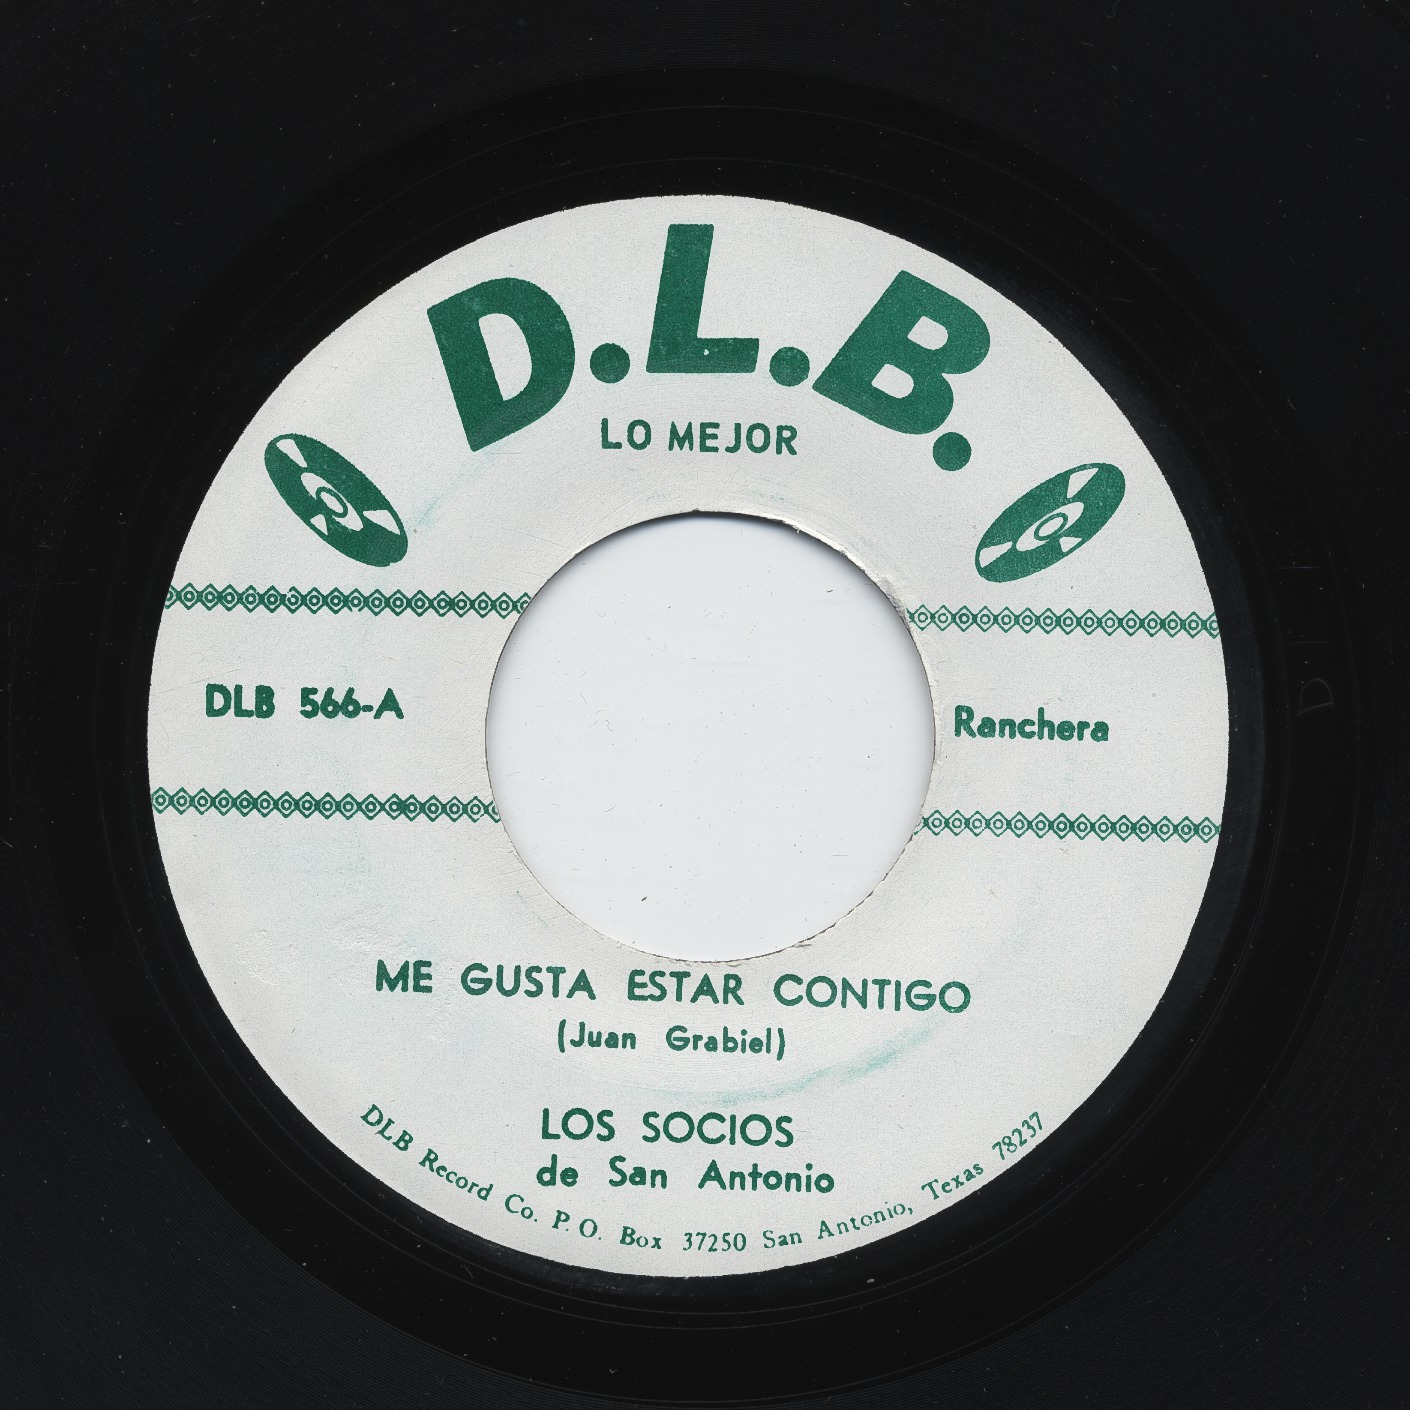 D.L.B.
LO MEJOR
DLB 566-A
Ranchera
ME GUSTA ESTAR CONTIGO
(Juan Grabiel)
LOS SOCIOS
de San Antonio
DLB Record Co. P. O. Box 37250 San Antonio, Texas 78237